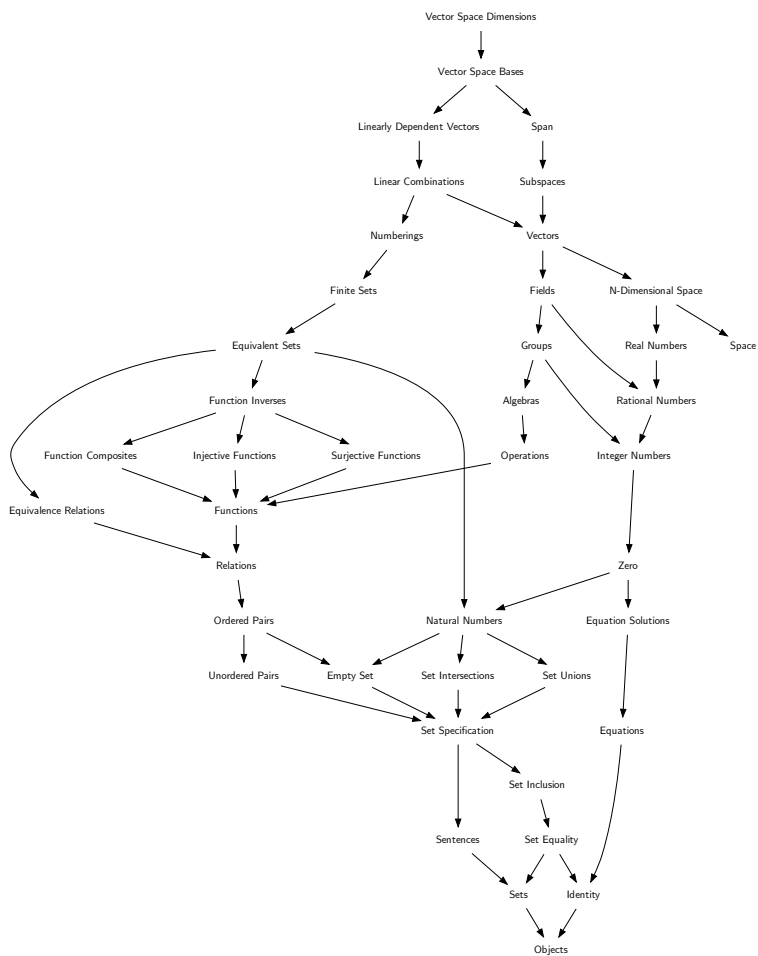 Vector Space Dimensions
Vector Space Bases
Linearly Dependent Vectors
Span
Linear Combinations
Subspaces
Numberings
Vectors
Finite Sets
Fields
N-Dimensional Space
Equivalent Sets
Groups
Real Numbers
Space
Function Inverses
Algebras
Rational Numbers
Function Composites
Injective Functions
Surjective Functions
Operations
Integer Numbers
Equivalence Relations
Functions
Relations
Zero
Ordered Pairs
Natural Numbers
Equation Solutions
Unordered Pairs
Empty Set
Set Intersections
Set Unions
Set Specification
Equations
Set Inclusion
Sentences
Set Equality
Sets
Identity
Objects